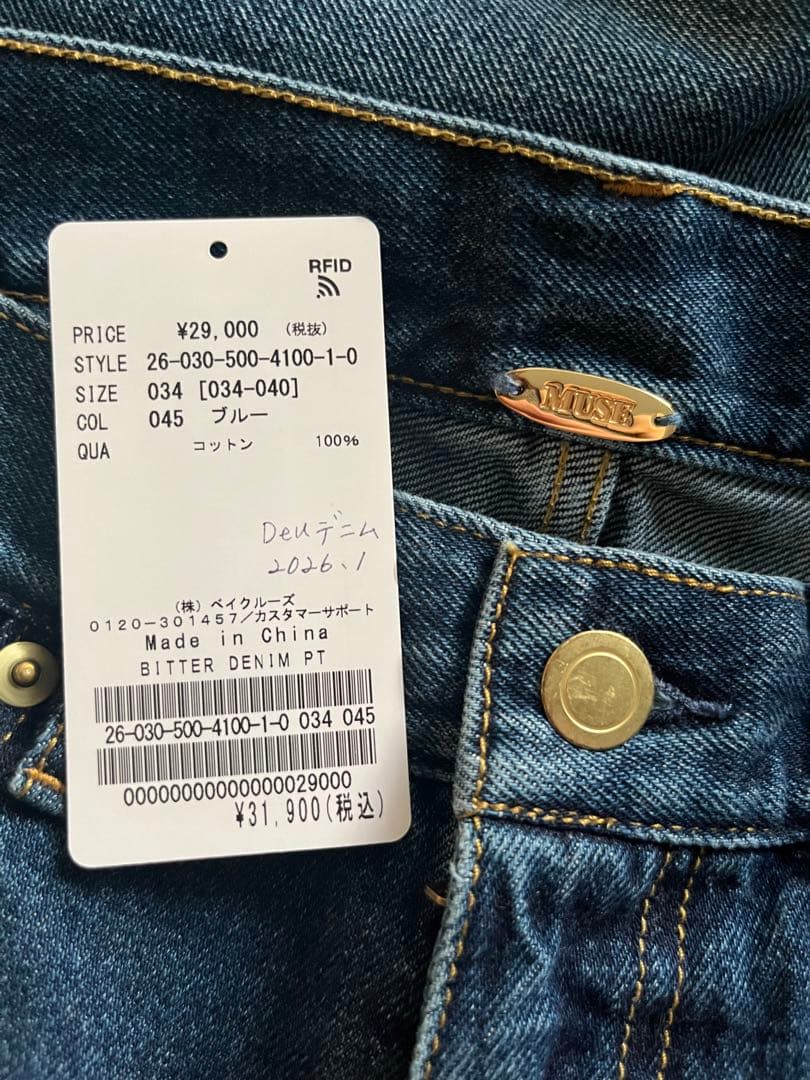 RFID
PRICE ¥29,000 (税抜)
STYLE 26-030-500-4100-1-0
SIZE 034 [034-040]
COL 045 ブルー
QUA コットン 100%
Deuデニム
2026.1
(株) ベイクルーズ
0120-301457/カスタマーサポート
Made in China
BITTER DENIM PT
26-030-500-4100-1-0 034 045
00000000000000029000
¥31,900(税込)
MUSE